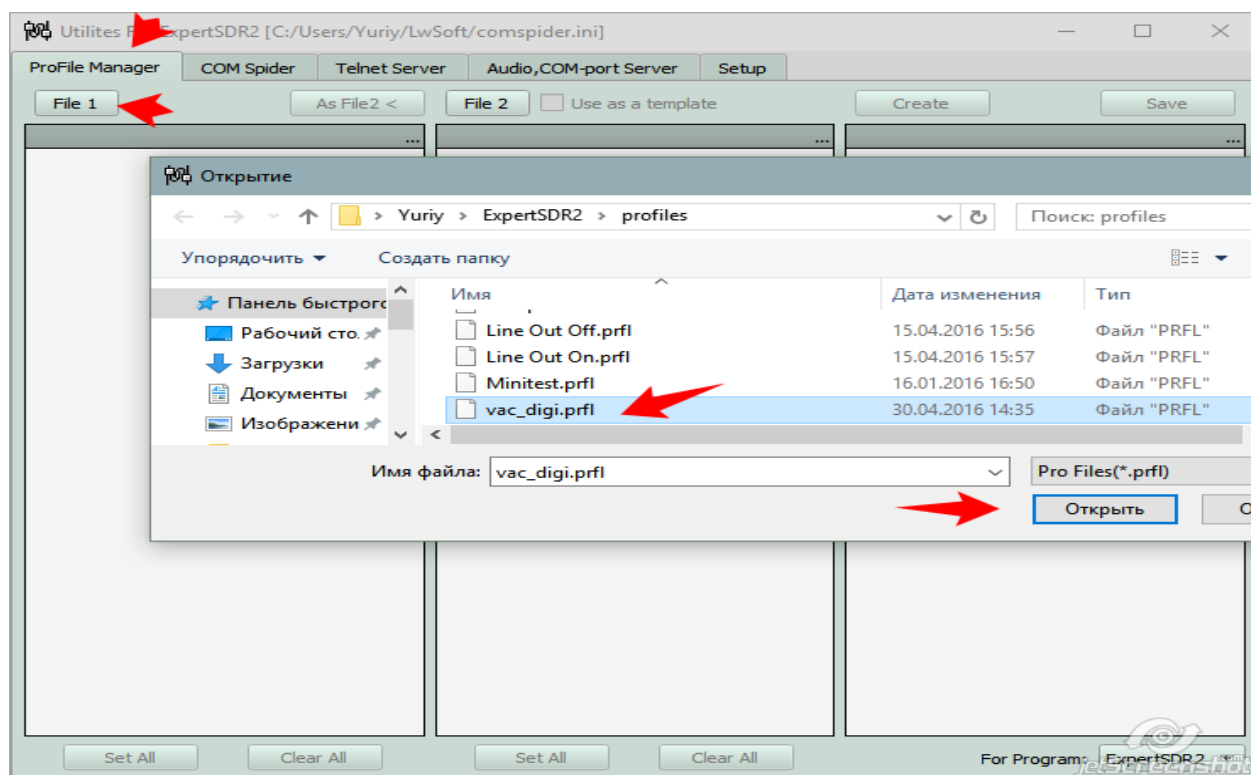 Utilites F ExpertSDR2 [C:/Users/Yuriy/LwSoft/comspider.ini]
ProFile Manager COM Spider Telnet Server Audio,COM-port Server Setup
File 1 As File2 < File 2 Use as a template Create Save
... ... ...
Открытие
Yuriy > ExpertSDR2 > profiles Поиск: profiles
Упорядочить Создать папку
Имя Дата изменения Тип
Панель быстрого
Line Out Off.prfl 15.04.2016 15:56 Файл "PRFL"
Рабочий сто.
Line Out On.prfl 15.04.2016 15:57 Файл "PRFL"
Загрузки
Minitest.prfl 16.01.2016 16:50 Файл "PRFL"
Документы
vac_digi.prfl 30.04.2016 14:35 Файл "PRFL"
Изображени
Имя файла: vac_digi.prfl Pro Files(*.prfl)
Открыть О
Set All Clear All Set All Clear All For Program: ExpertSDR2
jetscreenshot